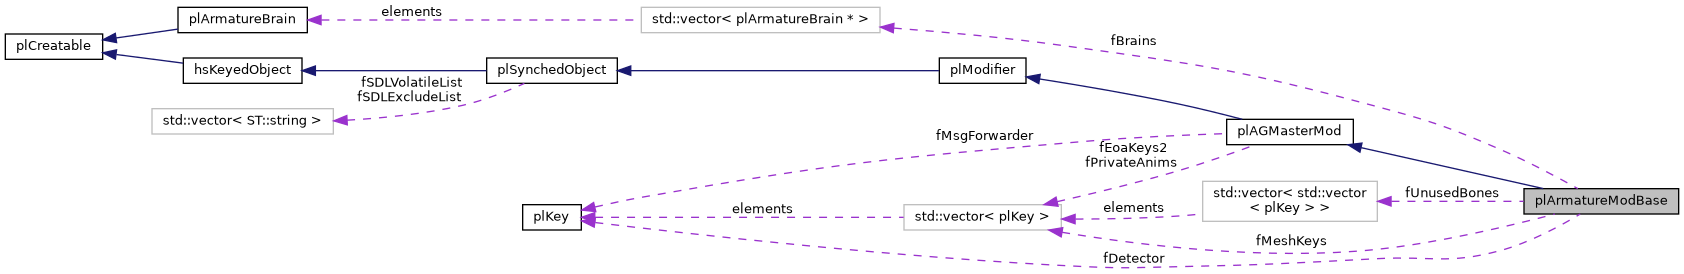 elements
plArmatureBrain
std::vector< plArmatureBrain * >
plCreatable
fBrains
hsKeyedObject
plSynchedObject
plModifier
fSDLVolatileList
fSDLExcludeList
std::vector< ST::string >
plAGMasterMod
fMsgForwarder
fEoaKeys2
fPrivateAnims
std::vector< std::vector
< plKey > >
fUnusedBones
plArmatureModBase
plKey
elements
std::vector< plKey >
elements
fMeshKeys
fDetector